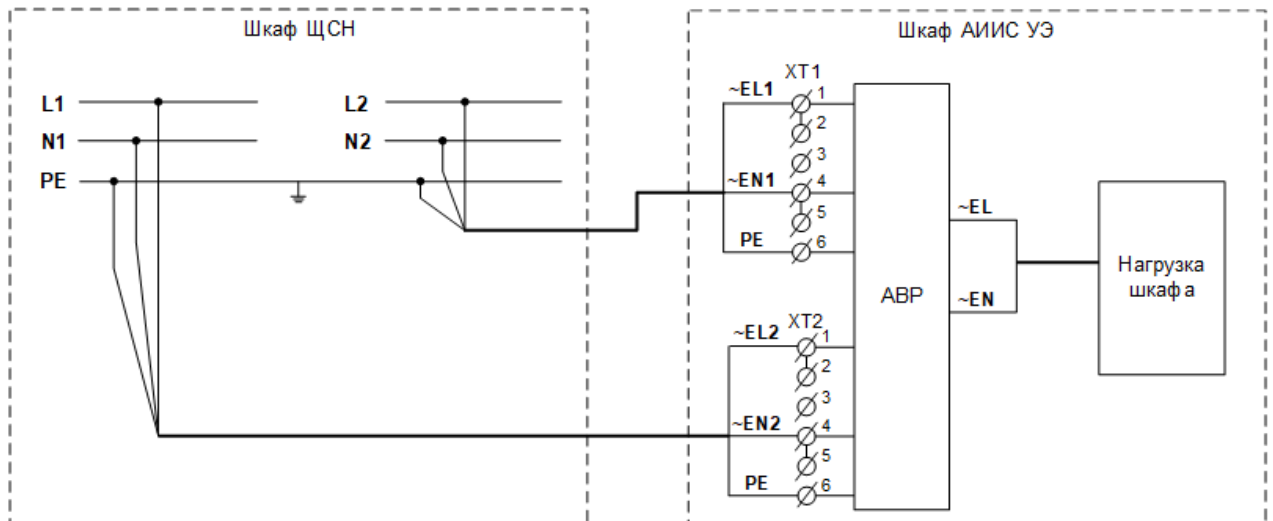 Шкаф ЩСН
Шкаф АИИС УЭ
L1
N1
PE
L2
N2
XT1
~EL1
1
2
3
~EN1
4
5
PE
6
XT2
~EL2
1
2
3
~EN2
4
5
PE
6
АВР
~EL
~EN
Нагрузка
шкафа